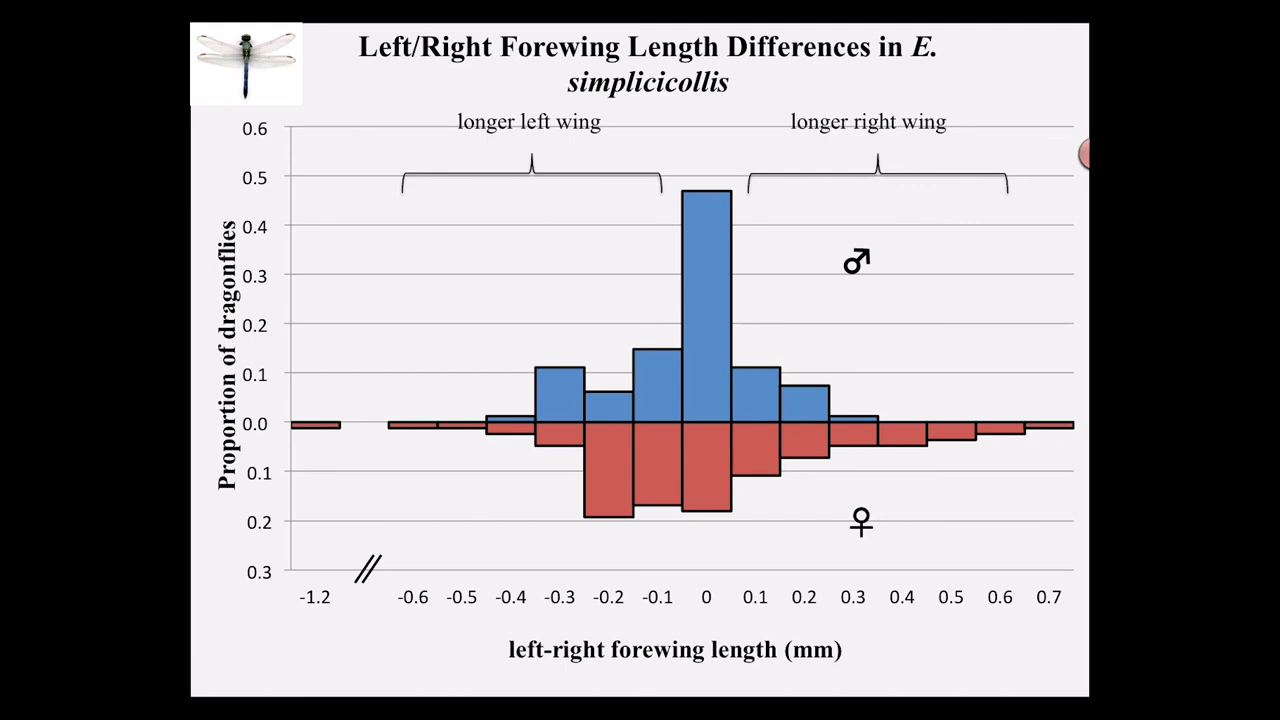 Left/Right Forewing Length Differences in E.
simplicicollis
longer left wing
longer right wing
0.6
0.5
0.4
0.3
0.2
0.1
0.0
0.1
0.2
0.3
Proportion of dragonflies
♂
♀
-1.2 // -0.6 -0.5 -0.4 -0.3 -0.2 -0.1 0 0.1 0.2 0.3 0.4 0.5 0.6 0.7
left-right forewing length (mm)